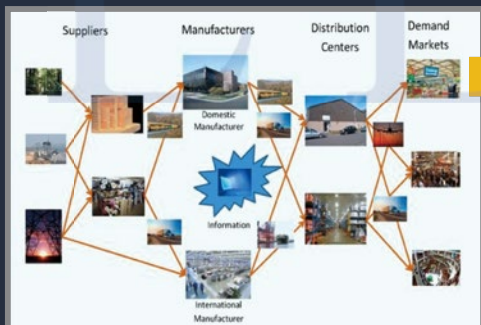 Suppliers
Manufacturers
Distribution
Centers
Demand
Markets
Domestic
Manufacturer
Information
International
Manufacturer